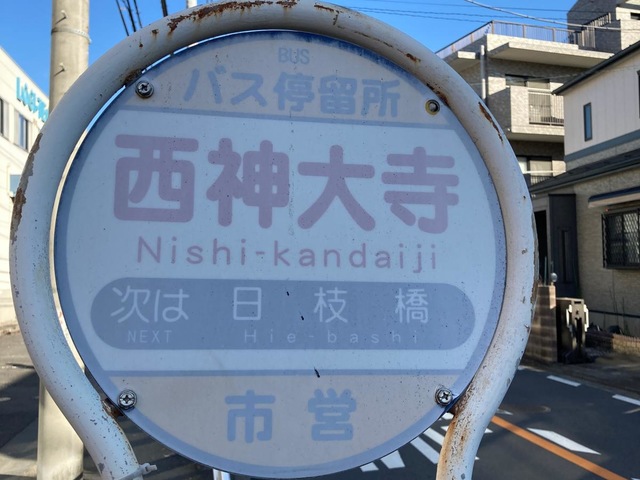 BUS
バス停留所
西神大寺
Nishi-kandaiji
次は 日枝橋
NEXT Hie bashi
市営